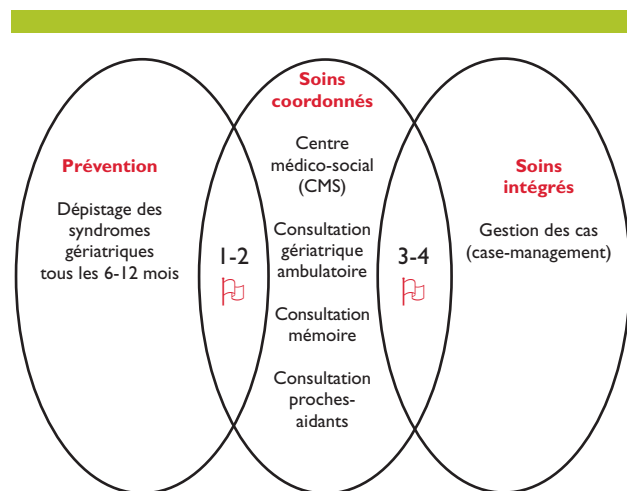 Prévention
Dépistage des
syndromes
gériatriques
tous les 6-12 mois
1-2
Soins
coordonnés
Centre
médico-social
(CMS)
Consultation
gériatrique
ambulatoire
Consultation
mémoire
Consultation
proches-
aidants
3-4
Soins
intégrés
Gestion des cas
(case-management)